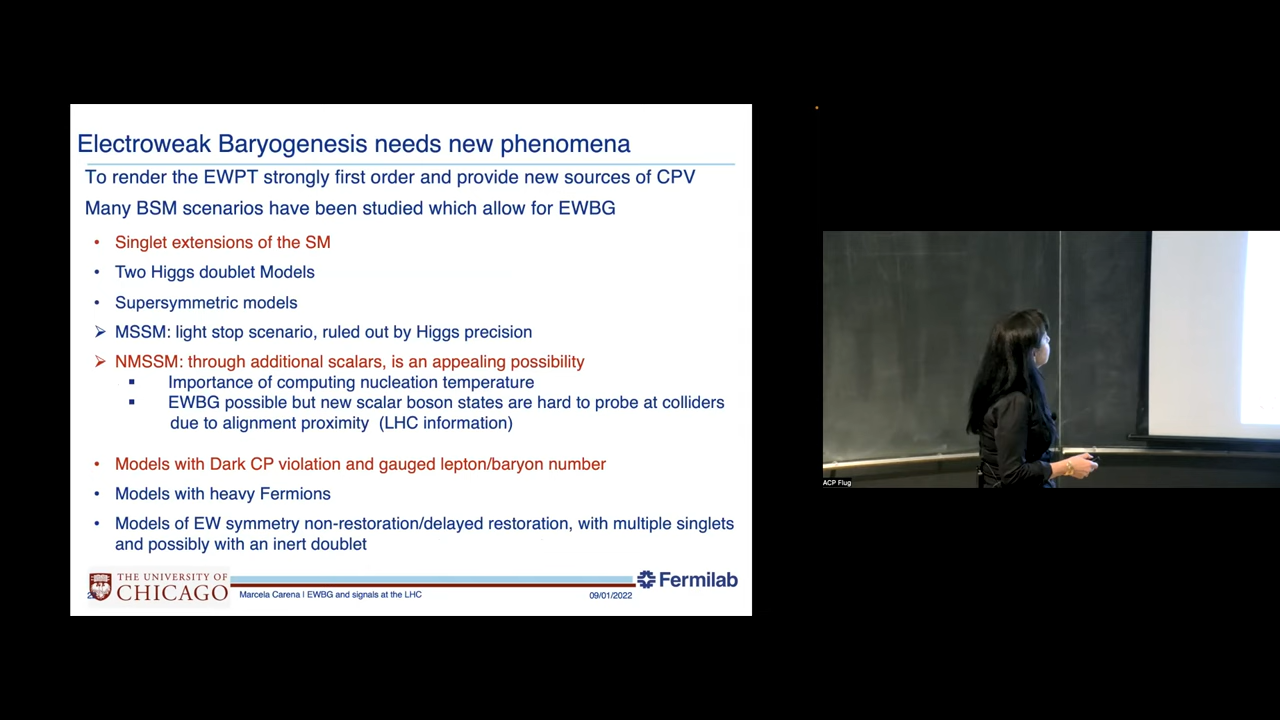 Electroweak Baryogenesis needs new phenomena
To render the EWPT strongly first order and provide new sources of CPV
Many BSM scenarios have been studied which allow for EWBG
• Singlet extensions of the SM
• Two Higgs doublet Models
• Supersymmetric models
➢ MSSM: light stop scenario, ruled out by Higgs precision
➢ NMSSM: through additional scalars, is an appealing possibility
▪ Importance of computing nucleation temperature
▪ EWBG possible but new scalar boson states are hard to probe at colliders
due to alignment proximity (LHC information)
• Models with Dark CP violation and gauged lepton/baryon number
• Models with heavy Fermions
• Models of EW symmetry non-restoration/delayed restoration, with multiple singlets
and possibly with an inert doublet
THE UNIVERSITY OF
CHICAGO
Marcela Carena | EWBG and signals at the LHC
09/01/2022
Fermilab
ACP Flug